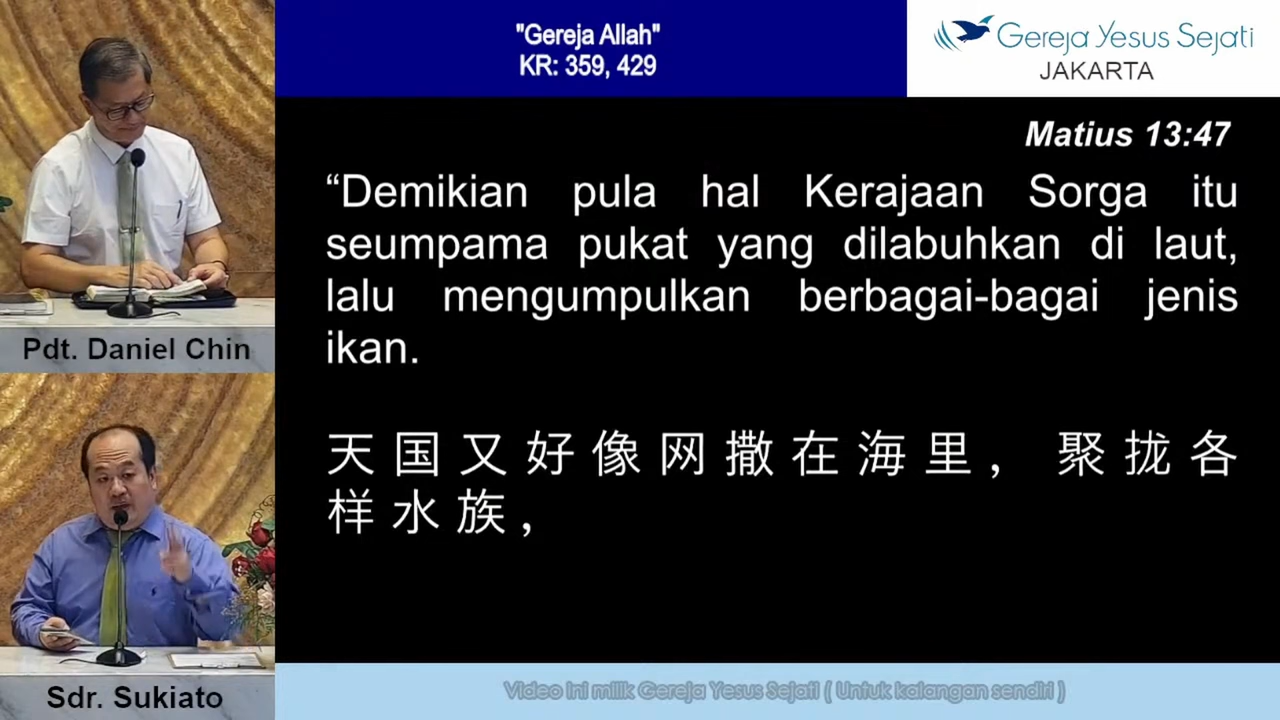 "Gereja Allah"
KR: 359, 429
Gereja Yesus Sejati
JAKARTA
Matius 13:47
“Demikian pula hal Kerajaan Sorga itu
seumpama pukat yang dilabuhkan di laut,
lalu mengumpulkan berbagai-bagai jenis
ikan.
天国又好像网撒在海里，聚拢各
样水族，
Pdt. Daniel Chin
Sdr. Sukiato
Video ini milik Gereja Yesus Sejati ( Untuk kalangan sendiri )